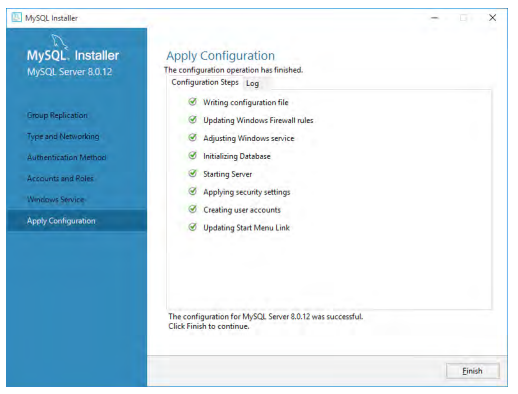 MySQL Installer
MySQL. Installer
MySQL Server 8.0.12
Group Replication
Type and Networking
Authentication Method
Accounts and Roles
Windows Service
Apply Configuration
Apply Configuration
The configuration operation has finished.
Configuration Steps Log
Writing configuration file
Updating Windows Firewall rules
Adjusting Windows service
Initializing Database
Starting Server
Applying security settings
Creating user accounts
Updating Start Menu Link
The configuration for MySQL Server 8.0.12 was successful.
Click Finish to continue.
Finish